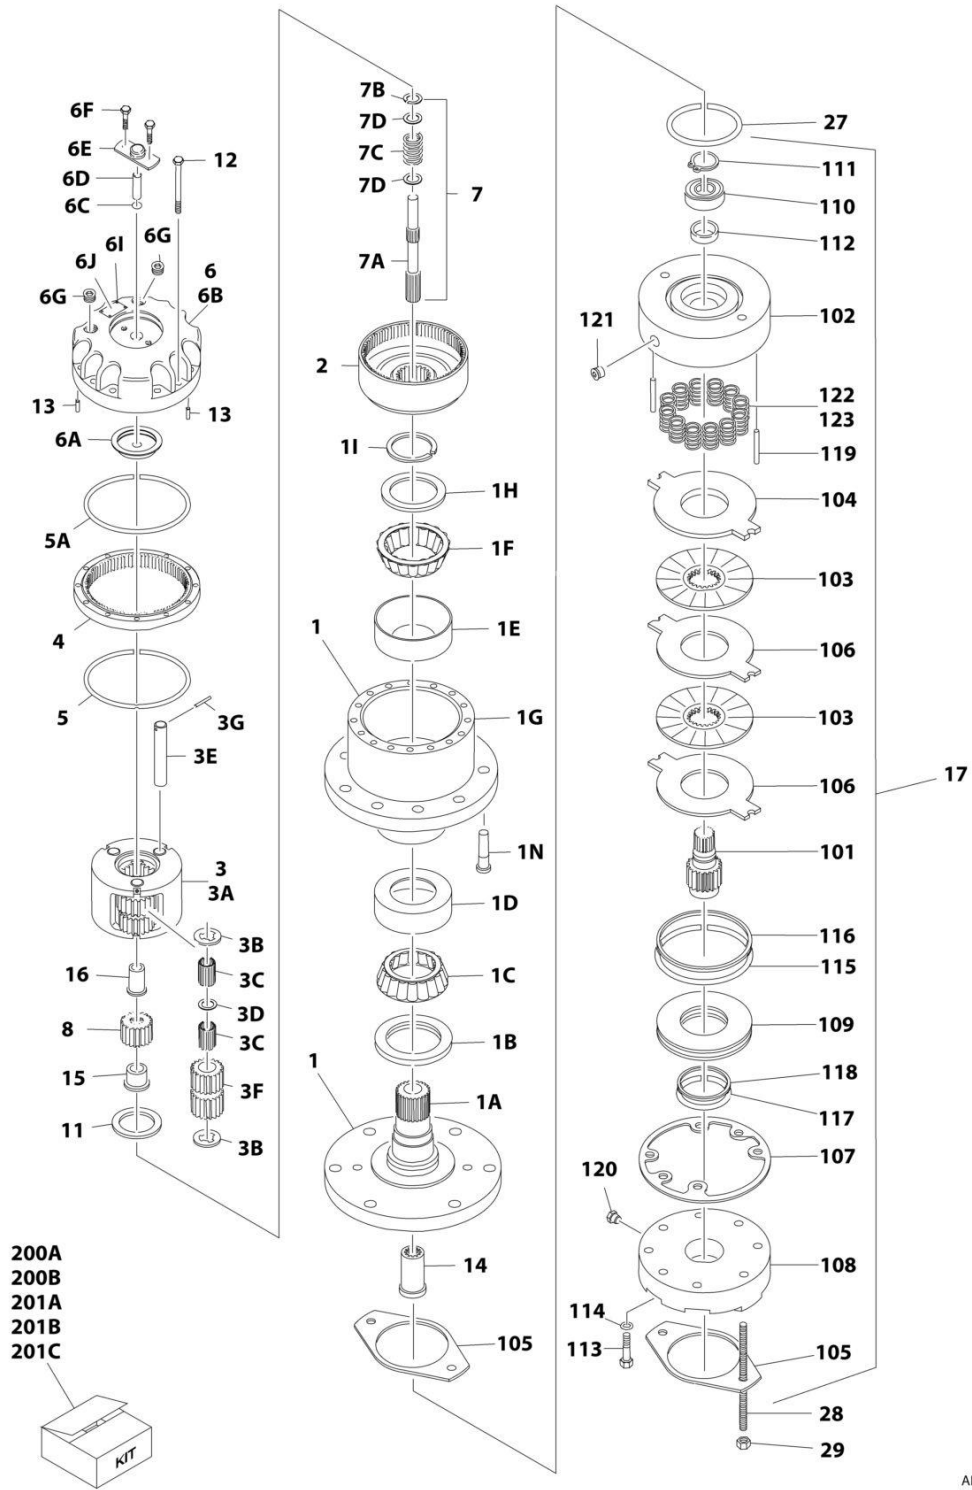 6F
6E
12
6D
6C
6I
6G
6J
6
6G
6B
13
13
6A
5A
4
5
3G
3E
3
3A
3B
16
3C
3D
8
3C
15
3F
11
3B
200A
200B
201A
201B
201C
KIT
7B
7D
7C
7D
7
7A
2
1I
1H
1F
1
1E
1G
1N
1D
1C
1B
1
1A
14
105
27
111
110
112
102
121
122
123
119
104
103
106
103
17
106
101
116
115
109
118
117
107
120
108
114
113
105
28
29